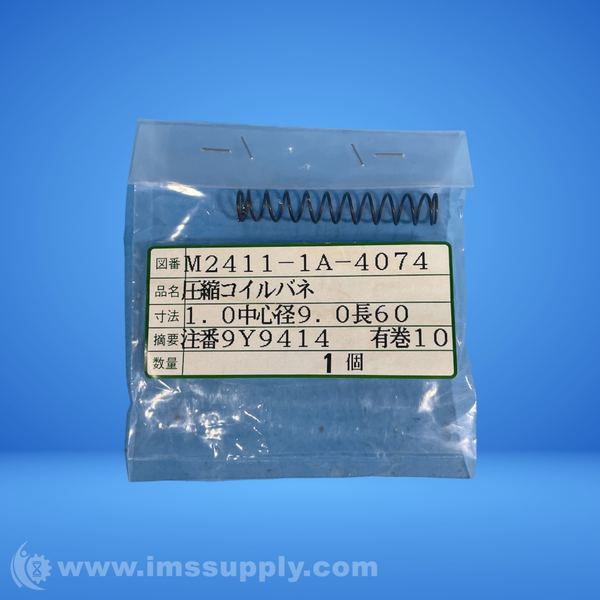 図番 M2411-1A-4074
品名 圧縮コイルバネ
寸法 1.0中心径9.0長60
摘要 注番9Y9414 有巻10
数量 1個
www.imssupply.com